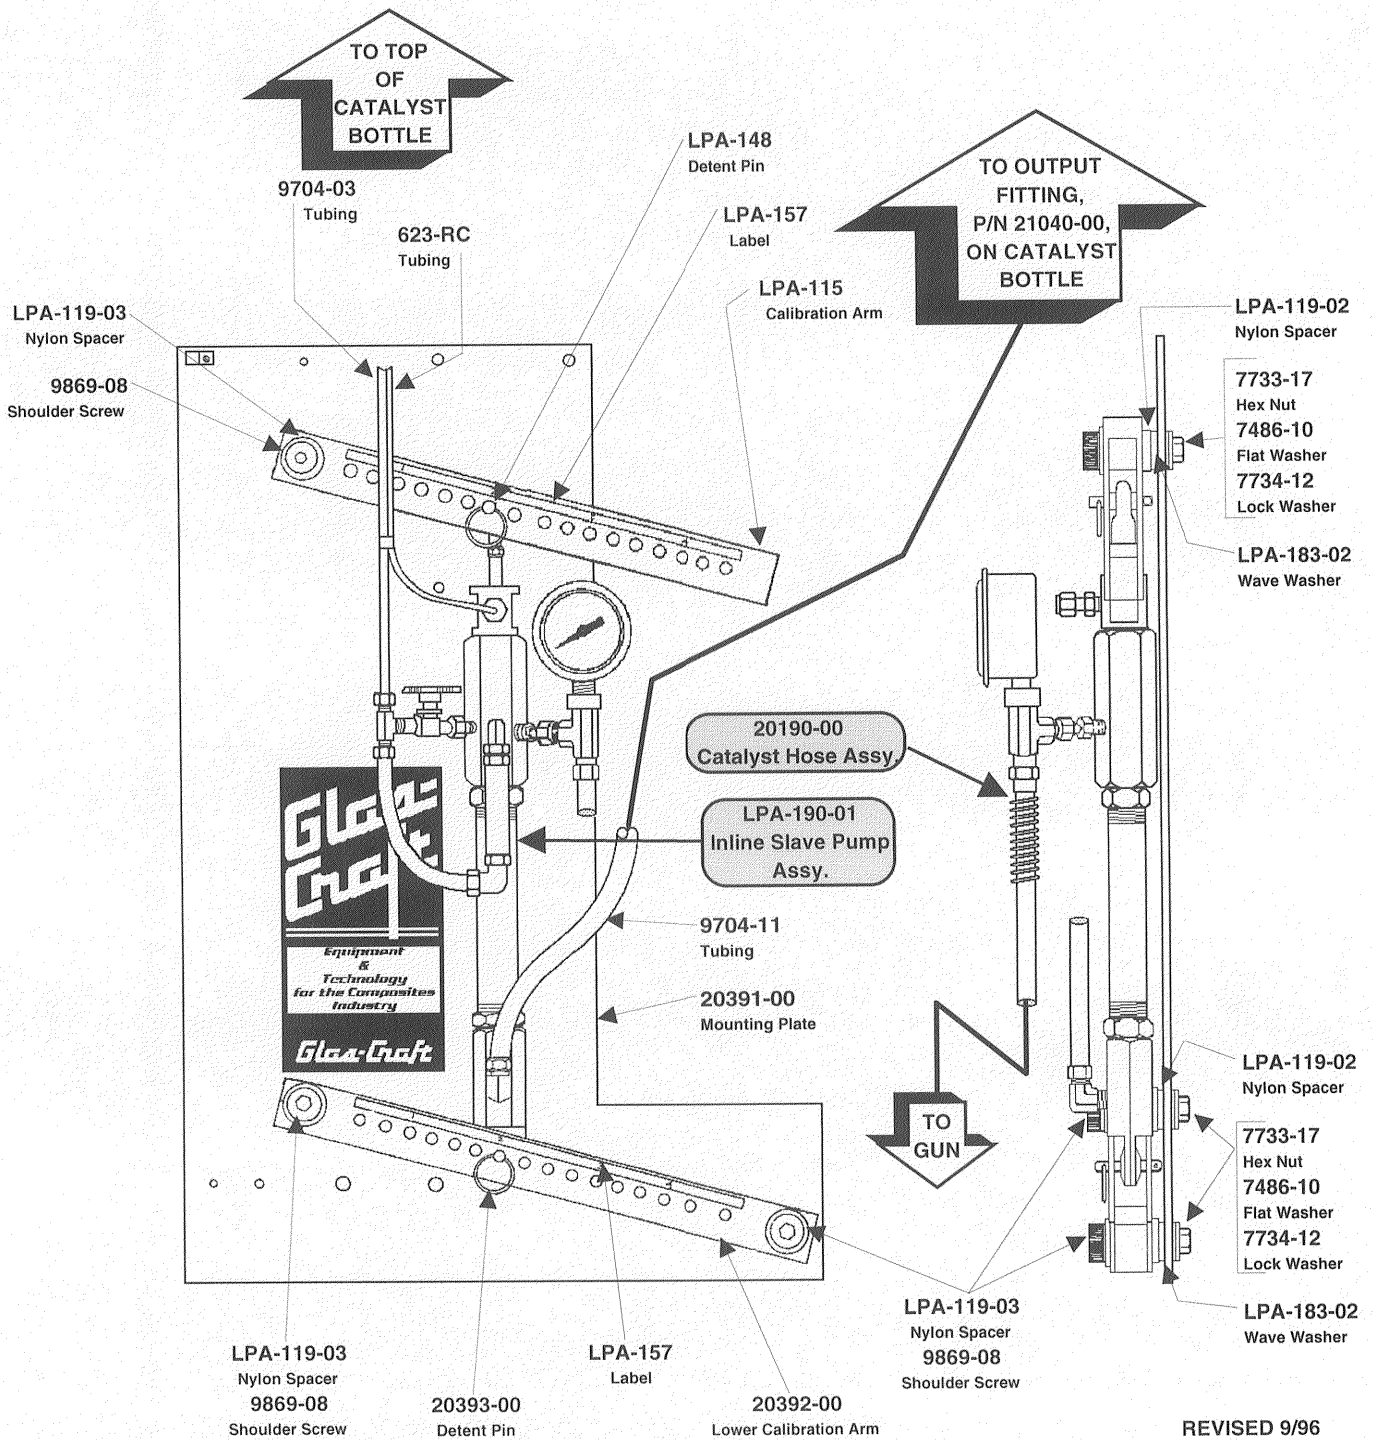 TO TOP
OF
CATALYST
BOTTLE
9704-03
Tubing
623-RC
Tubing
LPA-148
Detent Pin
LPA-157
Label
LPA-115
Calibration Arm
TO OUTPUT
FITTING,
P/N 21040-00,
ON CATALYST
BOTTLE
LPA-119-03
Nylon Spacer
9869-08
Shoulder Screw
LPA-119-02
Nylon Spacer
7733-17
Hex Nut
7486-10
Flat Washer
7734-12
Lock Washer
LPA-183-02
Wave Washer
20190-00
Catalyst Hose Assy.
LPA-190-01
Inline Slave Pump
Assy.
9704-11
Tubing
20391-00
Mounting Plate
Glas-
Craft
Equipment
&
Technology
for the Composites
Industry
Glas-Craft
TO
GUN
LPA-119-02
Nylon Spacer
7733-17
Hex Nut
7486-10
Flat Washer
7734-12
Lock Washer
LPA-183-02
Wave Washer
LPA-119-03
Nylon Spacer
9869-08
Shoulder Screw
LPA-119-03
Nylon Spacer
9869-08
Shoulder Screw
20393-00
Detent Pin
LPA-157
Label
20392-00
Lower Calibration Arm
REVISED 9/96